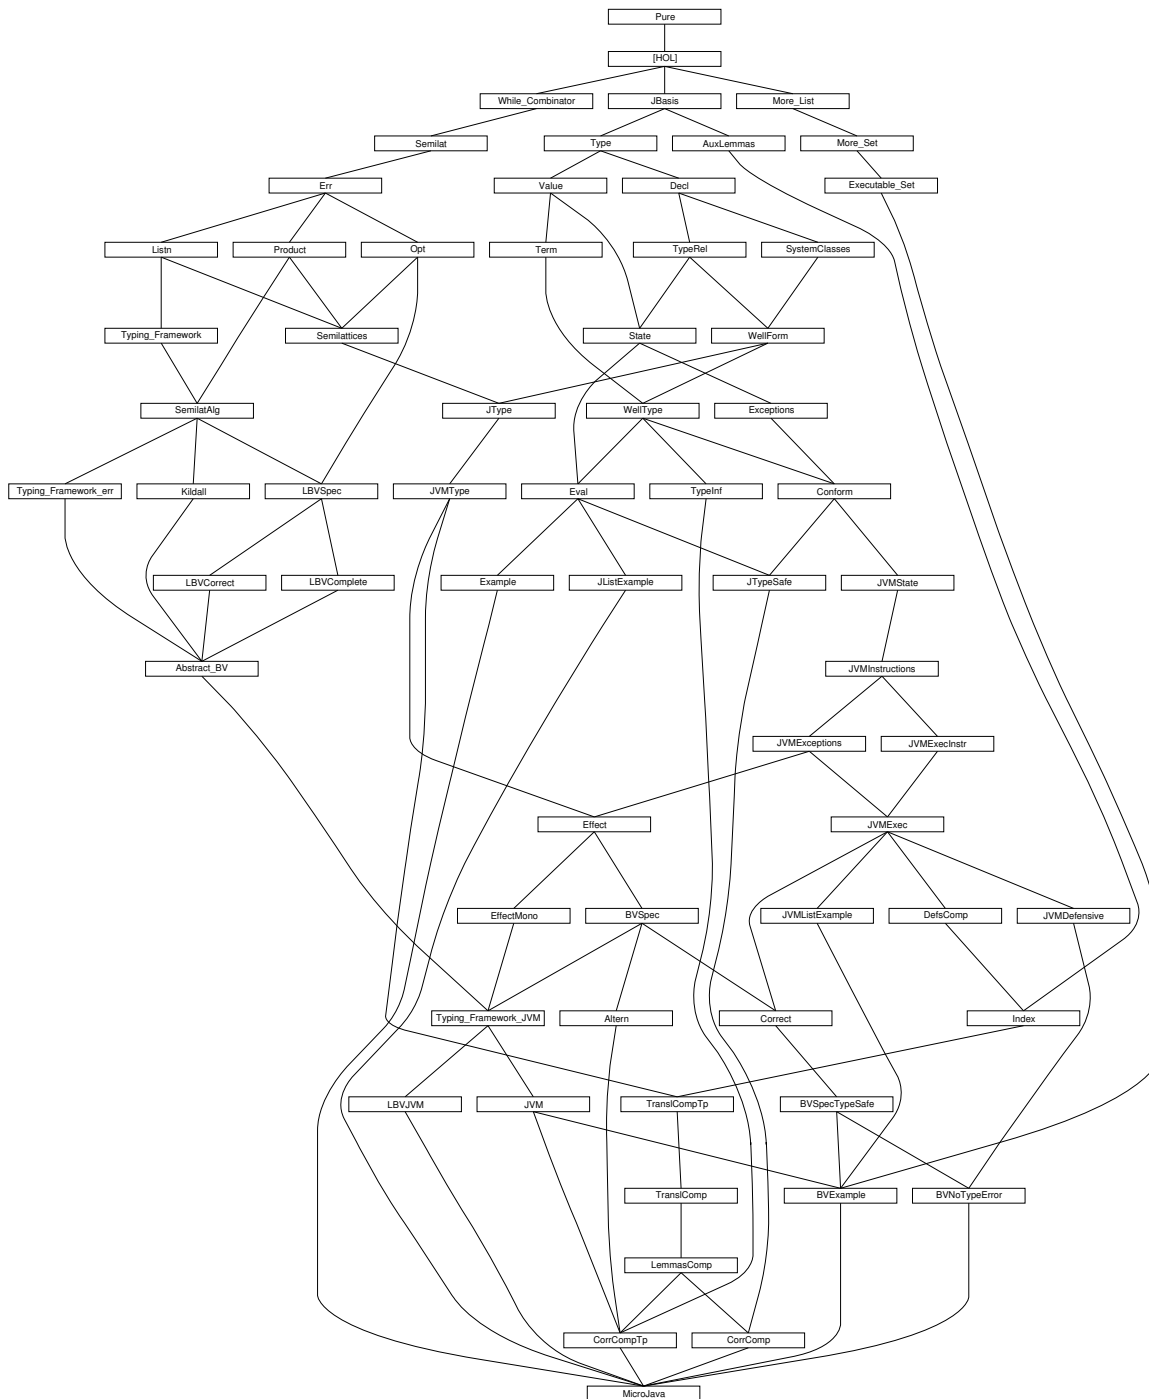 Pure
[HOL]
While_Combinator
JBasis
More_List
Semilat
Type
AuxLemmas
More_Set
Err
Value
Decl
Executable_Set
Listn
Product
Opt
Term
TypeRel
SystemClasses
Typing_Framework
Semilattices
State
WellForm
SemilatAlg
JType
WellType
Exceptions
Typing_Framework_err
Kildall
LBVSpec
JVMType
Eval
TypeInf
Conform
LBVCorrect
LBVComplete
Example
JListExample
JTypeSafe
JVMState
Abstract_BV
JVMInstructions
JVMExceptions
JVMExecInstr
Effect
JVMExec
EffectMono
BVSpec
JVMListExample
DefsComp
JVMDefensive
Typing_Framework_JVM
Altern
Correct
Index
LBVJVM
JVM
TranslCompTp
BVSpecTypeSafe
TranslComp
BVExample
BVNoTypeError
LemmasComp
CorrCompTp
CorrComp
MicroJava